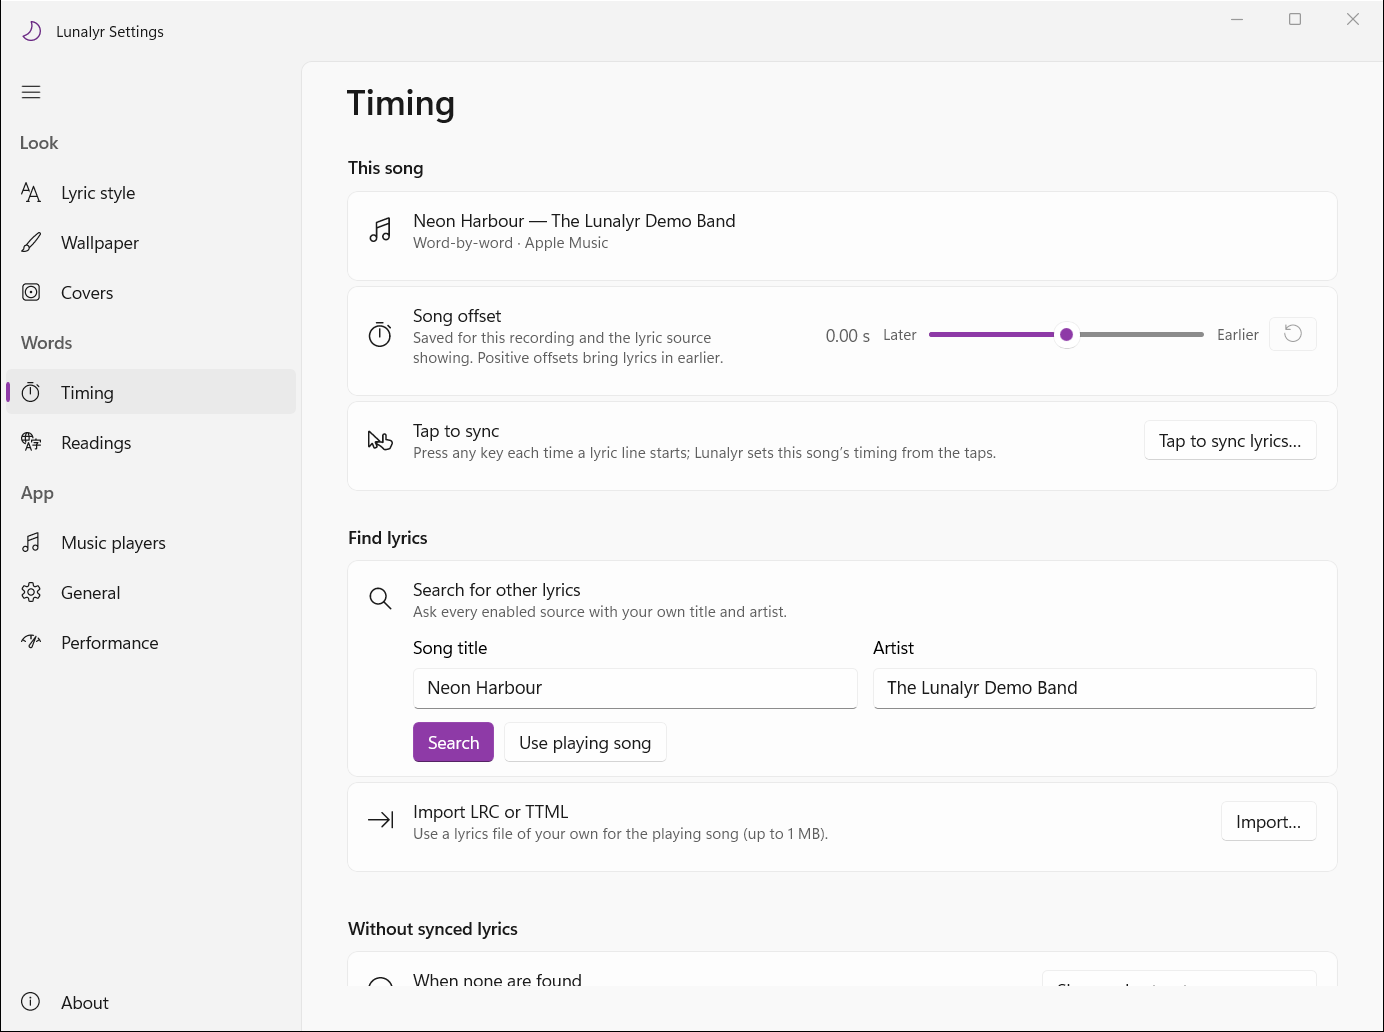 Lunalyr Settings
Look
Lyric style
Wallpaper
Covers
Words
Timing
Readings
App
Music players
General
Performance
About
Timing
This song
Neon Harbour — The Lunalyr Demo Band
Word-by-word · Apple Music
Song offset
Saved for this recording and the lyric source
showing. Positive offsets bring lyrics in earlier.
0.00 s Later Earlier
Tap to sync
Press any key each time a lyric line starts; Lunalyr sets this song’s timing from the taps.
Tap to sync lyrics...
Find lyrics
Search for other lyrics
Ask every enabled source with your own title and artist.
Song title
Artist
Neon Harbour
The Lunalyr Demo Band
Search
Use playing song
Import LRC or TTML
Use a lyrics file of your own for the playing song (up to 1 MB).
Import...
Without synced lyrics
When none are found